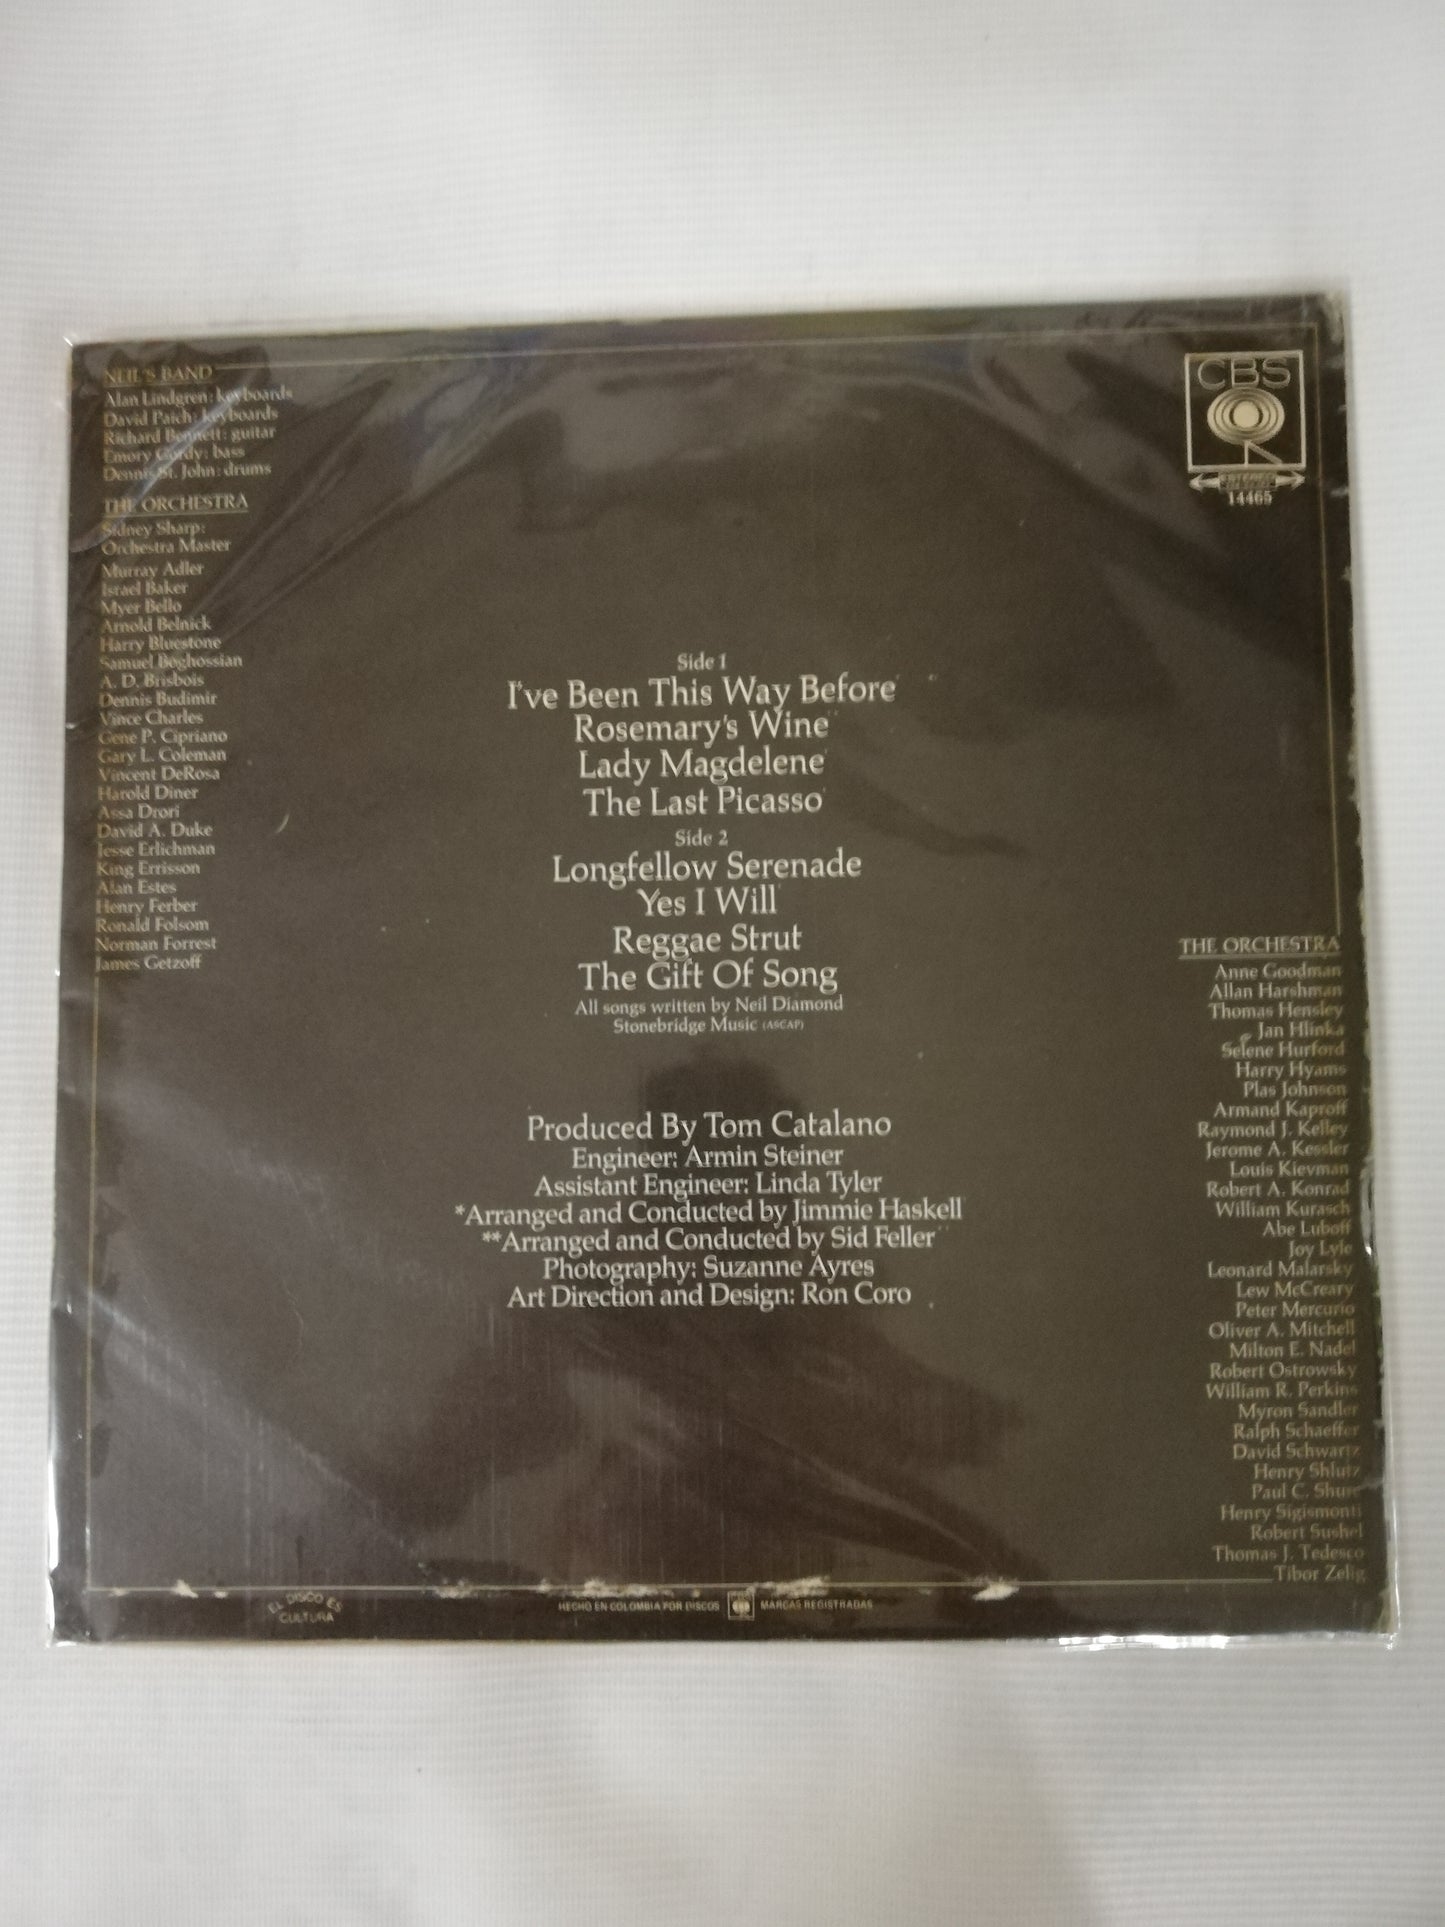 NEIL'S BAND
Alan Lindgren: keyboards
David Paich: keyboards
Richard Bennett: guitar
Emory Gordy: bass
Dennis St. John: drums
THE ORCHESTRA
Sidney Sharp:
Orchestra Master
Murray Adler
Israel Baker
Myer Bello
Arnold Belnick
Harry Bluestone
Samuel Boghossian
A. D. Brisbois
Dennis Budimir
Vince Charles
Gene P. Cipriano
Gary L. Coleman
Vincent DeRosa
Harold Diner
Assa Drori
David A. Duke
Jesse Erlichman
King Errisson
Alan Estes
Henry Ferber
Ronald Folsom
Norman Forrest
James Getzoff
CBS
14465
Side 1
I've Been This Way Before*
Rosemary's Wine**
Lady Magdelene*
The Last Picasso*
Side 2
Longfellow Serenade
Yes I Will*
Reggae Strut
The Gift Of Song
All songs written by Neil Diamond
Stonebridge Music (ASCAP)
Produced By Tom Catalano
Engineer: Armin Steiner
Assistant Engineer: Linda Tyler
*Arranged and Conducted by Jimmie Haskell
**Arranged and Conducted by Sid Feller
Photography: Suzanne Ayres
Art Direction and Design: Ron Coro
THE ORCHESTRA
Anne Goodman
Allan Harshman
Thomas Hensley
Jan Hlinka
Selene Hurford
Harry Hyams
Plas Johnson
Armand Kaproff
Raymond J. Kelley
Jerome A. Kessler
Louis Kievman
Robert A. Konrad
William Kurasch
Abe Luboff
Joy Lyle
Leonard Malarsky
Lew McCreary
Peter Mercurio
Oliver A. Mitchell
Milton E. Nadel
Robert Ostrowsky
William R. Perkins
Myron Sandler
Ralph Schaeffer
David Schwartz
Henry Shlutz
Paul C. Shure
Henry Sigismonti
Robert Sushel
Thomas J. Tedesco
Tibor Zelig
EL DISCO ES
CULTURA
HECHO EN COLOMBIA POR DISCOS CBS MARCAS REGISTRADAS